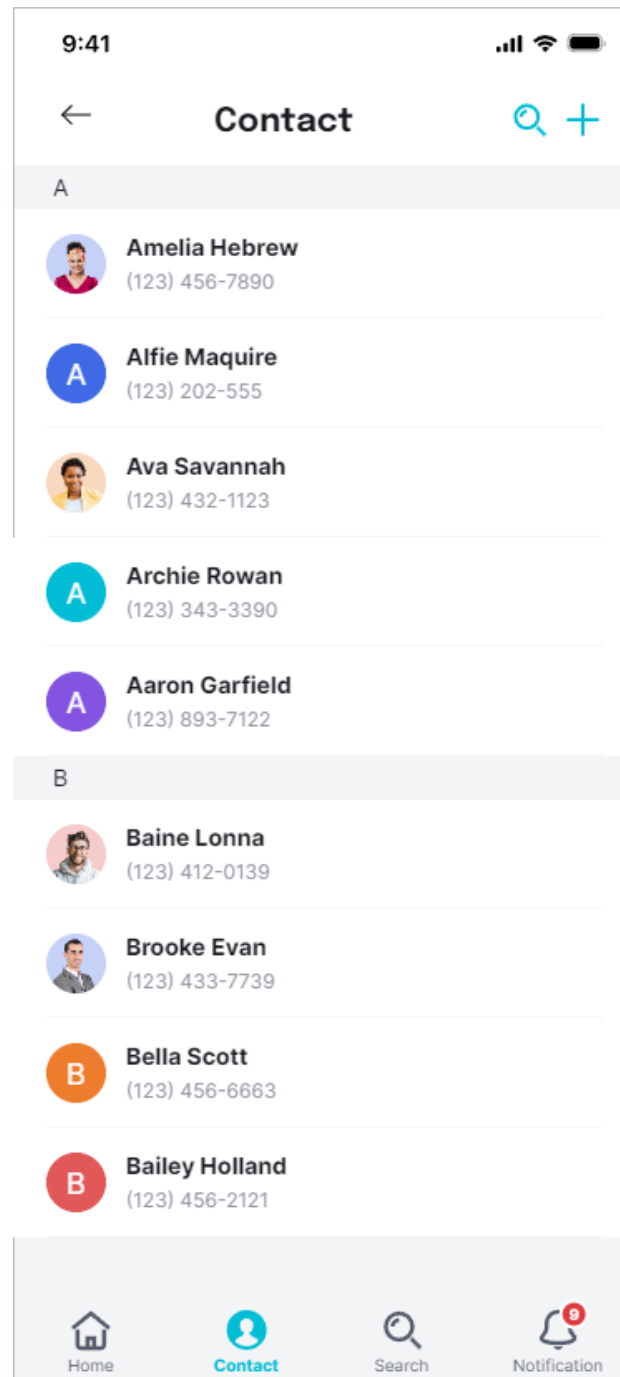 9:41
Contact
A
Amelia Hebrew
(123) 456-7890
A
Alfie Maquire
(123) 202-555
Ava Savannah
(123) 432-1123
A
Archie Rowan
(123) 343-3390
A
Aaron Garfield
(123) 893-7122
B
Baine Lonna
(123) 412-0139
Brooke Evan
(123) 433-7739
B
Bella Scott
(123) 456-6663
B
Bailey Holland
(123) 456-2121
9
Home
Contact
Search
Notification